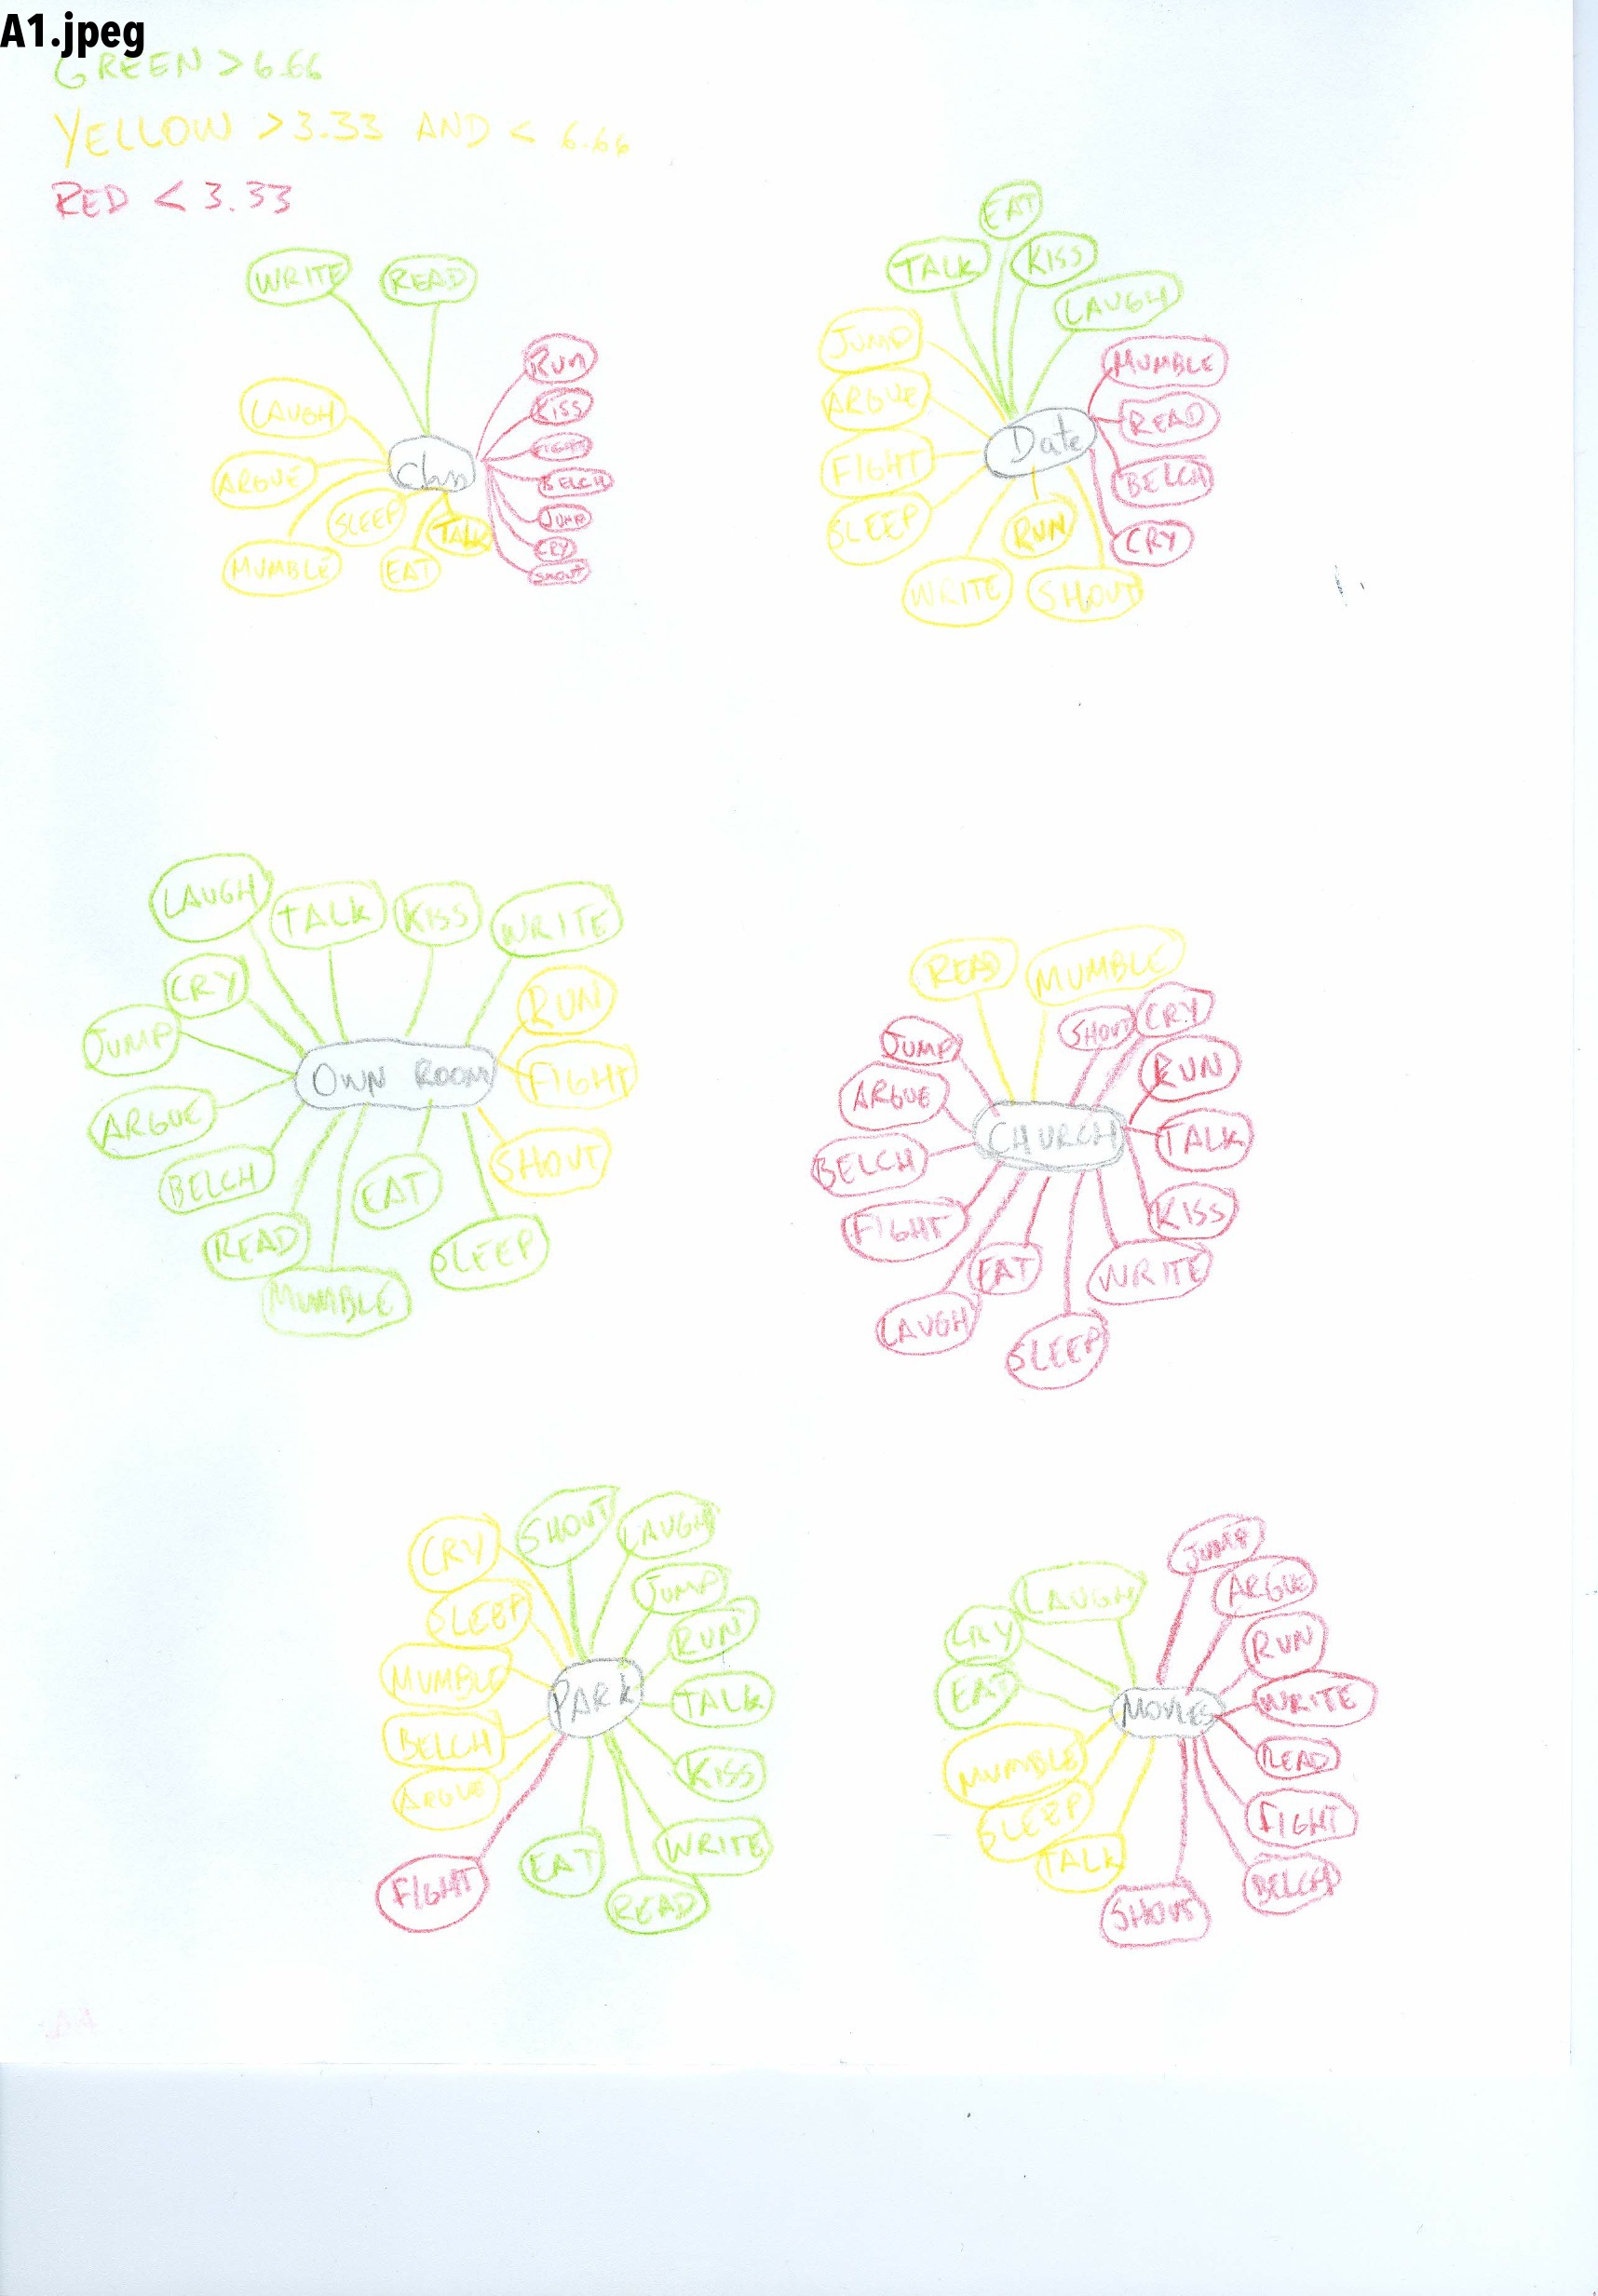 A1.jpeg
GREEN > 6.66
YELLOW > 3.33 AND < 6.66
RED < 3.33
WRITE
READ
LAUGH
ARGUE
MUMBLE
SLEEP
EAT
TALK
Class
RUN
KISS
FIGHT
BELCH
JUMP
CRY
SHOUT
EAT
TALK
KISS
LAUGH
JUMP
ARGUE
FIGHT
SLEEP
WRITE
RUN
SHOUT
Date
MUMBLE
READ
BELCH
CRY
LAUGH
TALK
KISS
WRITE
CRY
JUMP
ARGUE
BELCH
READ
MUMBLE
EAT
SLEEP
OWN ROOM
RUN
FIGHT
SHOUT
READ
MUMBLE
SHOUT
CRY
JUMP
ARGUE
BELCH
FIGHT
LAUGH
EAT
SLEEP
WRITE
CHURCH
RUN
TALK
KISS
CRY
SLEEP
MUMBLE
BELCH
ARGUE
FIGHT
PARK
SHOUT
LAUGH
JUMP
RUN
TALK
KISS
WRITE
EAT
READ
LAUGH
CRY
EAT
MUMBLE
SLEEP
TALK
MOVIES
JUMP
ARGUE
RUN
WRITE
READ
FIGHT
BELCH
SHOUT